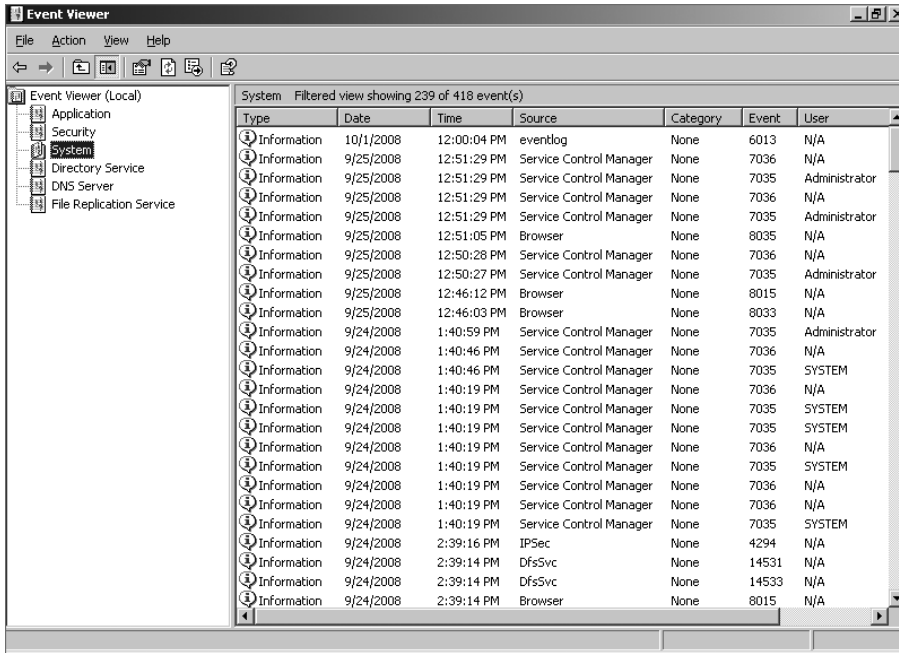 Event Viewer
File Action View Help
Event Viewer (Local)
Application
Security
System
Directory Service
DNS Server
File Replication Service
System Filtered view showing 239 of 418 event(s)
Type Date Time Source Category Event User
Information 10/1/2008 12:00:04 PM eventlog None 6013 N/A
Information 9/25/2008 12:51:29 PM Service Control Manager None 7036 N/A
Information 9/25/2008 12:51:29 PM Service Control Manager None 7035 Administrator
Information 9/25/2008 12:51:29 PM Service Control Manager None 7036 N/A
Information 9/25/2008 12:51:29 PM Service Control Manager None 7035 Administrator
Information 9/25/2008 12:51:05 PM Browser None 8035 N/A
Information 9/25/2008 12:50:28 PM Service Control Manager None 7036 N/A
Information 9/25/2008 12:50:27 PM Service Control Manager None 7035 Administrator
Information 9/25/2008 12:46:12 PM Browser None 8015 N/A
Information 9/25/2008 12:46:03 PM Browser None 8033 N/A
Information 9/24/2008 1:40:59 PM Service Control Manager None 7035 Administrator
Information 9/24/2008 1:40:46 PM Service Control Manager None 7036 N/A
Information 9/24/2008 1:40:46 PM Service Control Manager None 7035 SYSTEM
Information 9/24/2008 1:40:19 PM Service Control Manager None 7036 N/A
Information 9/24/2008 1:40:19 PM Service Control Manager None 7035 SYSTEM
Information 9/24/2008 1:40:19 PM Service Control Manager None 7035 SYSTEM
Information 9/24/2008 1:40:19 PM Service Control Manager None 7036 N/A
Information 9/24/2008 1:40:19 PM Service Control Manager None 7035 SYSTEM
Information 9/24/2008 1:40:19 PM Service Control Manager None 7036 N/A
Information 9/24/2008 1:40:19 PM Service Control Manager None 7036 N/A
Information 9/24/2008 1:40:19 PM Service Control Manager None 7035 SYSTEM
Information 9/24/2008 2:39:16 PM IPSec None 4294 N/A
Information 9/24/2008 2:39:14 PM DfsSvc None 14531 N/A
Information 9/24/2008 2:39:14 PM DfsSvc None 14533 N/A
Information 9/24/2008 2:39:14 PM Browser None 8015 N/A